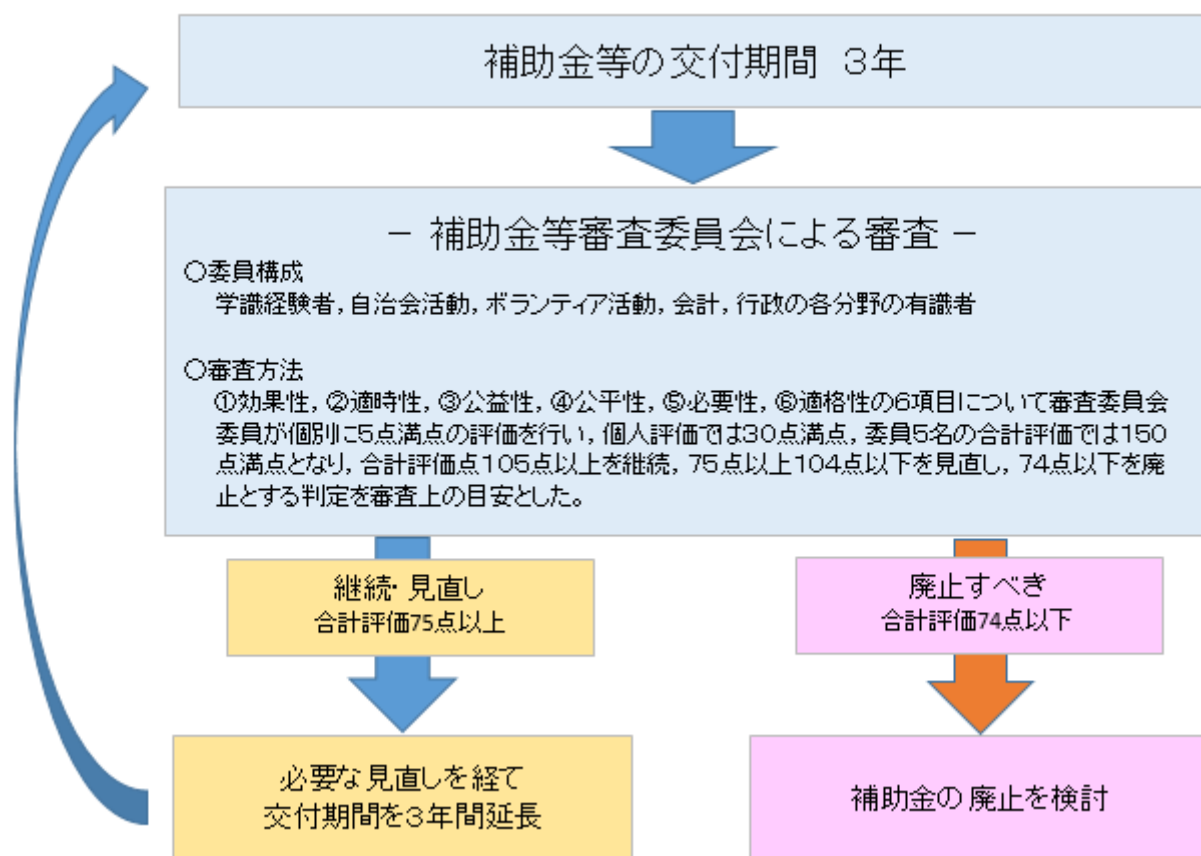 補助金等の交付期間 3年
－ 補助金等審査委員会による審査 －
○委員構成
学識経験者，自治会活動，ボランティア活動，会計，行政の各分野の有識者
○審査方法
①効果性，②適時性，③公益性，④公平性，⑤必要性，⑥適格性の6項目について審査委員会
委員が個別に5点満点の評価を行い，個人評価では30点満点，委員5名の合計評価では150
点満点となり，合計評価点105点以上を継続，75点以上104点以下を見直し，74点以下を廃
止とする判定を審査上の目安とした。
継続・見直し
合計評価75点以上
廃止すべき
合計評価74点以下
必要な見直しを経て
交付期間を3年間延長
補助金の廃止を検討